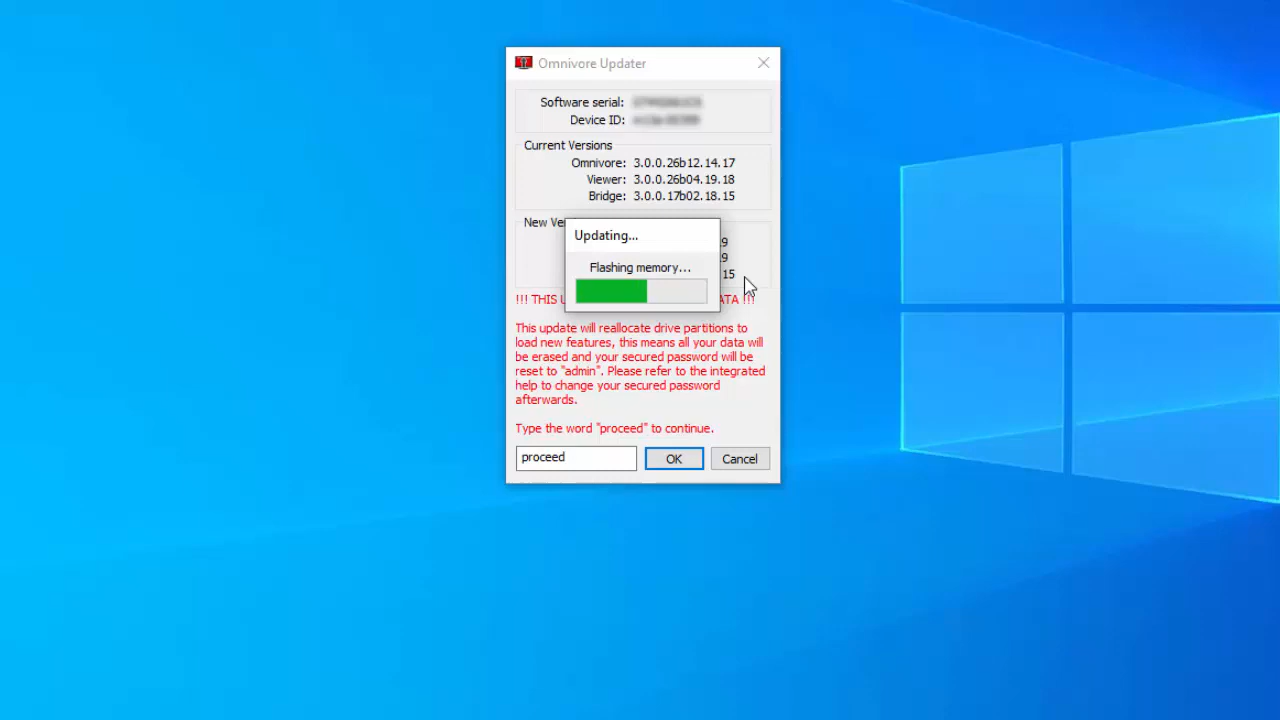 Omnivore Updater
Software serial:
Device ID:
Current Versions
Omnivore: 3.0.0.26b12.14.17
Viewer: 3.0.0.26b04.19.18
Bridge: 3.0.0.17b02.18.15
New
9
Updating...
9
Flashing memory...
15
!!! THIS !!!
This update will reallocate drive partitions to
load new features, this means all your data will
be erased and your secured password will be
reset to "admin". Please refer to the integrated
help to change your secured password
afterwards.
Type the word "proceed" to continue.
proceed
OK
Cancel